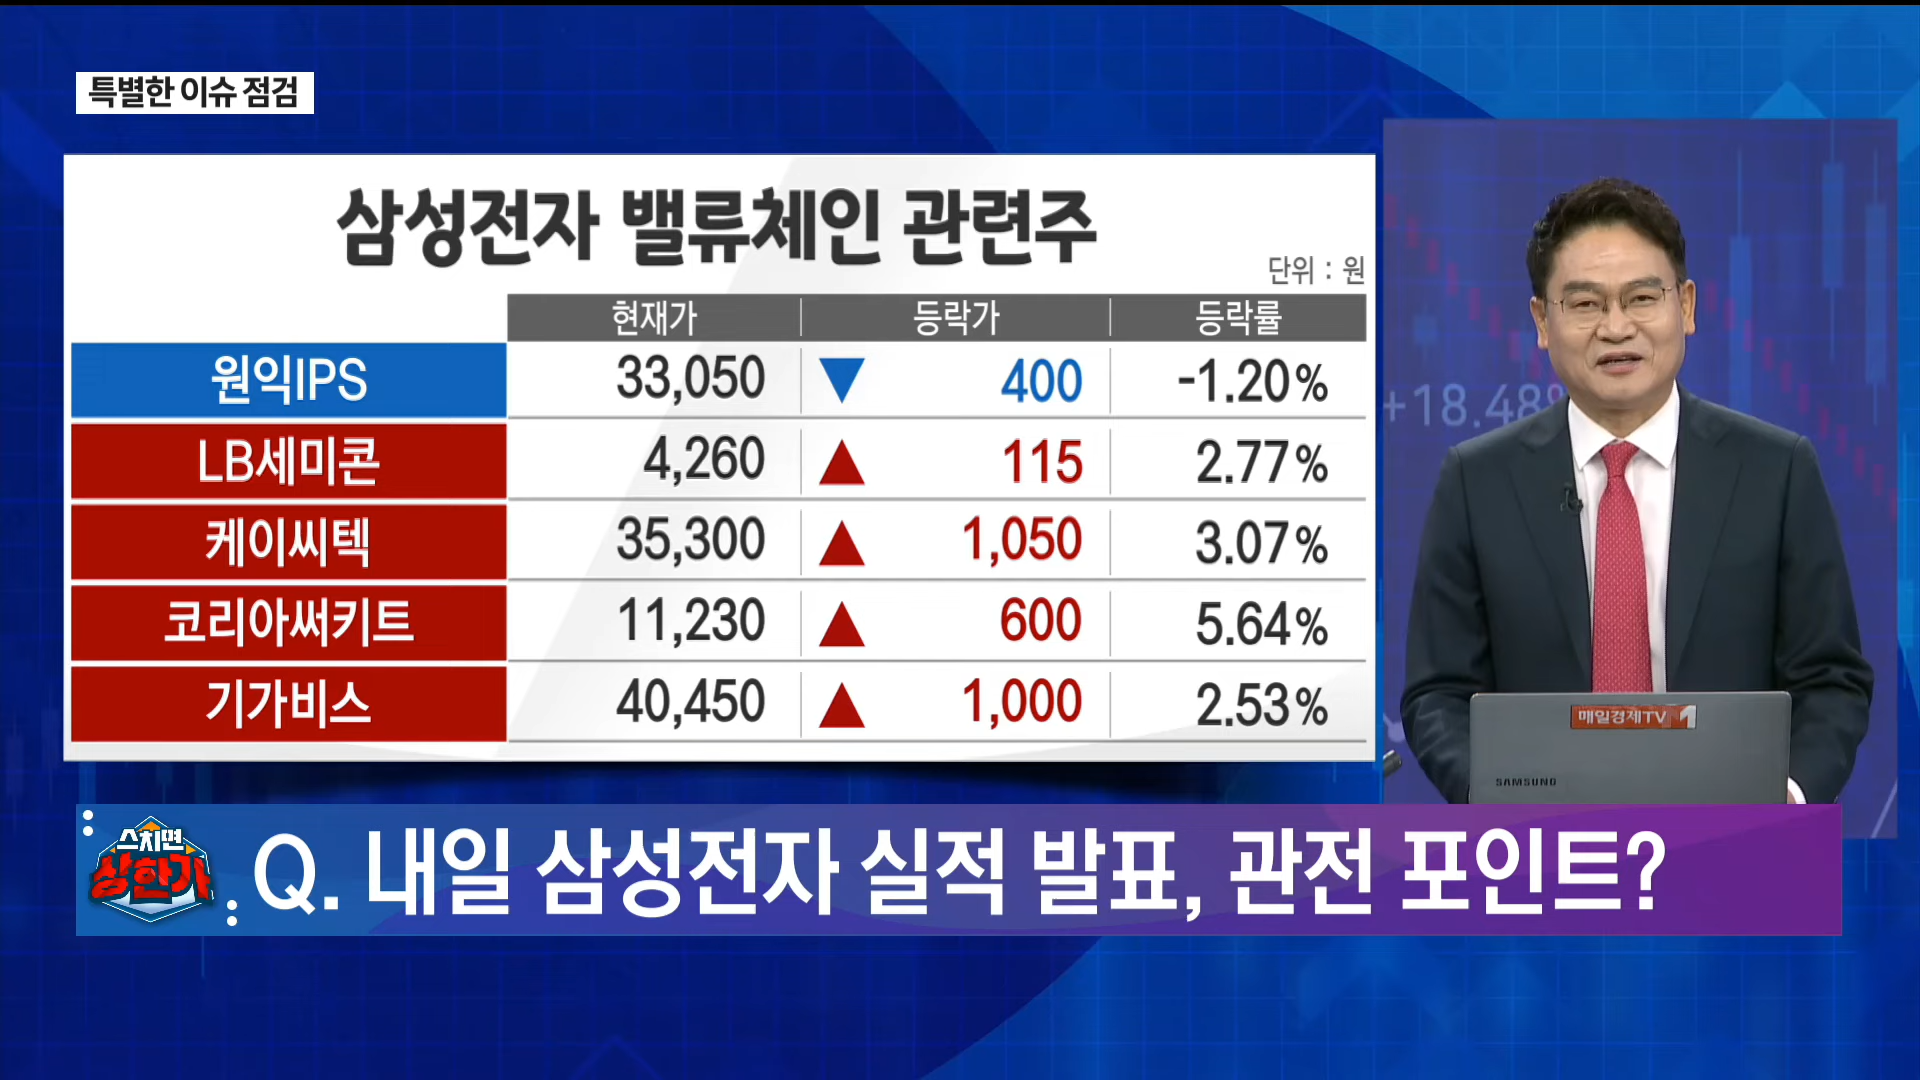 특별한 이슈 점검
삼성전자 밸류체인 관련주
단위 : 원
현재가 등락가 등락률
원익IPS 33,050 ▼ 400 -1.20%
LB세미콘 4,260 ▲ 115 2.77%
케이씨텍 35,300 ▲ 1,050 3.07%
코리아써키트 11,230 ▲ 600 5.64%
기가비스 40,450 ▲ 1,000 2.53%
+18.48%
매일경제TV 1
SAMSUNG
스치면
상한가
Q. 내일 삼성전자 실적 발표, 관전 포인트?